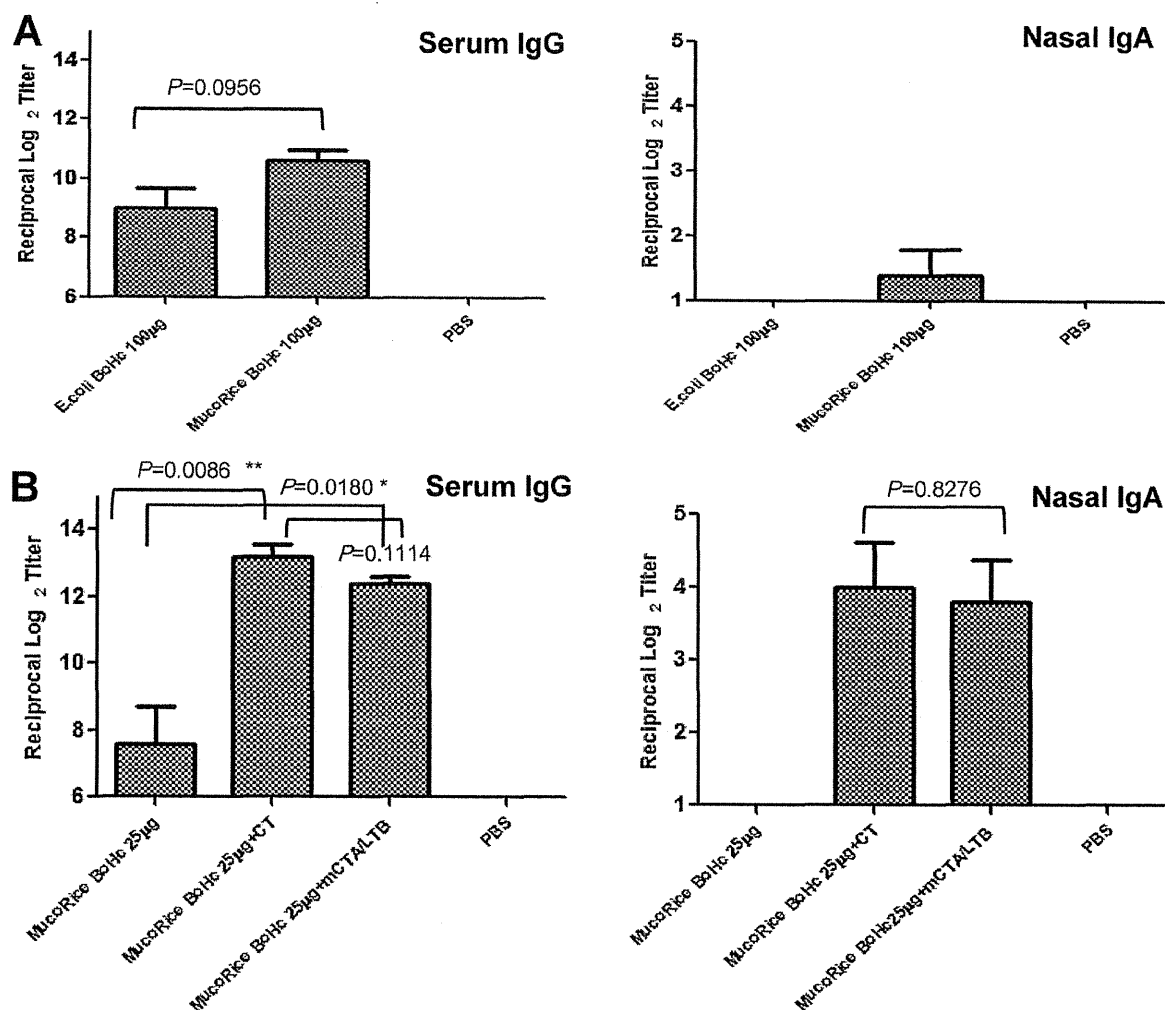 A
Serum IgG
Reciprocal Log 2 Titer
14
12
10
8
6
P=0.0956
E.coli BoHc 100µg
MucoRice BoHc 100µg
PBS
Nasal IgA
Reciprocal Log 2 Titer
5
4
3
2
1
E.coli BoHc 100µg
MucoRice BoHc 100µg
PBS
B
Serum IgG
Reciprocal Log 2 Titer
14
12
10
8
6
P=0.0086 **
P=0.0180 *
P=0.1114
MucoRice BoHc 25µg
MucoRice BoHc 25µg+CT
MucoRice BoHc 25µg+mCTA/LTB
PBS
Nasal IgA
Reciprocal Log 2 Titer
5
4
3
2
1
P=0.8276
MucoRice BoHc 25µg
MucoRice BoHc 25µg+CT
MucoRice BoHc25µg+mCTA/LTB
PBS